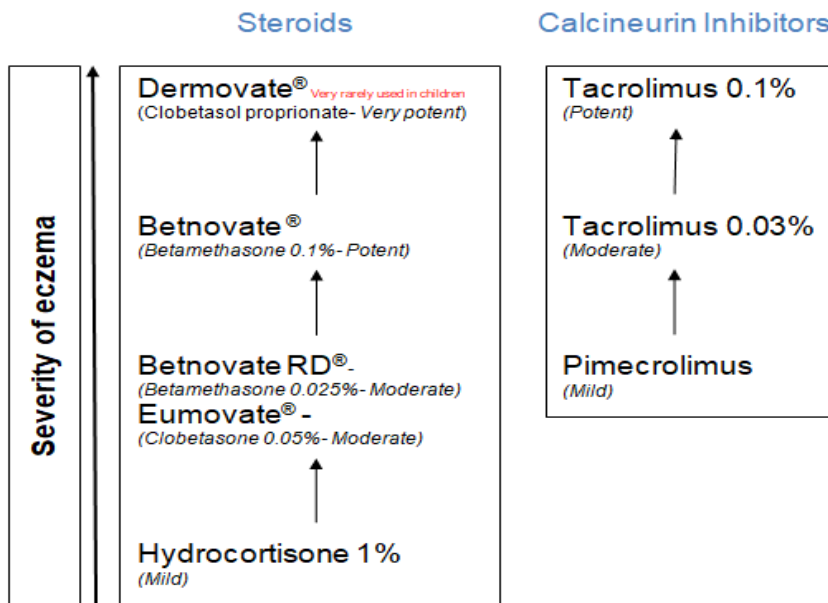 Steroids
Calcineurin Inhibitors
Severity of eczema
Dermovate® Very rarely used in children
(Clobetasol proprionate- Very potent)
Betnovate ®
(Betamethasone 0.1%- Potent)
Betnovate RD®-
(Betamethasone 0.025%- Moderate)
Eumovate® -
(Clobetasone 0.05%- Moderate)
Hydrocortisone 1%
(Mild)
Tacrolimus 0.1%
(Potent)
Tacrolimus 0.03%
(Moderate)
Pimecrolimus
(Mild)